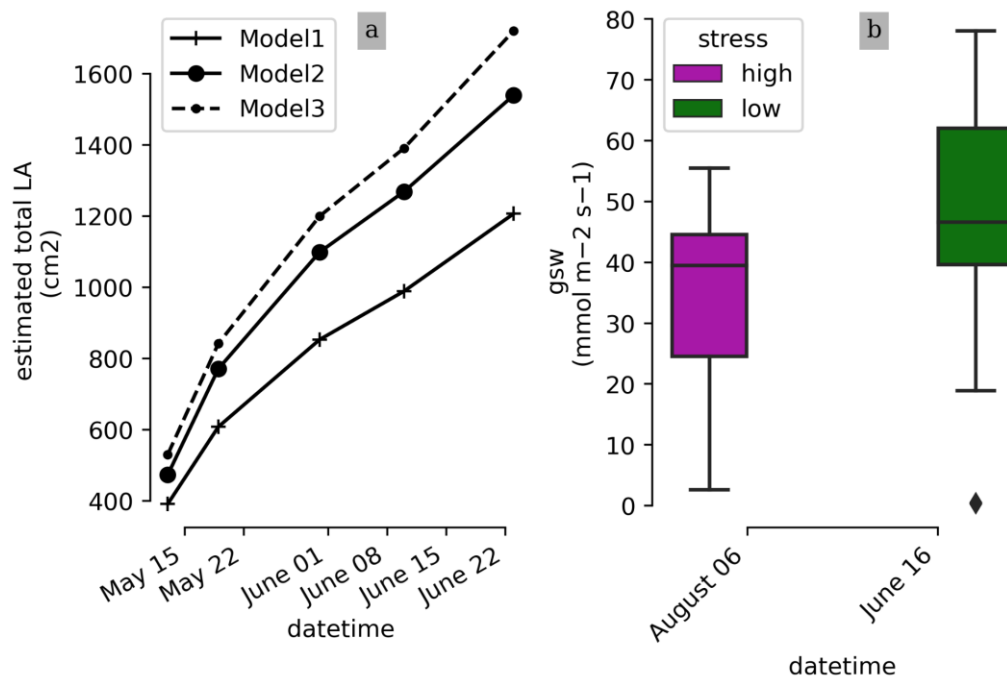 a
Model1
Model2
Model3
estimated total LA
(cm2)
1600
1400
1200
1000
800
600
400
May 15
May 22
June 01
June 08
June 15
June 22
datetime
b
stress
high
low
gsw
(mmol m−2 s−1)
80
70
60
50
40
30
20
10
0
August 06
June 16
datetime